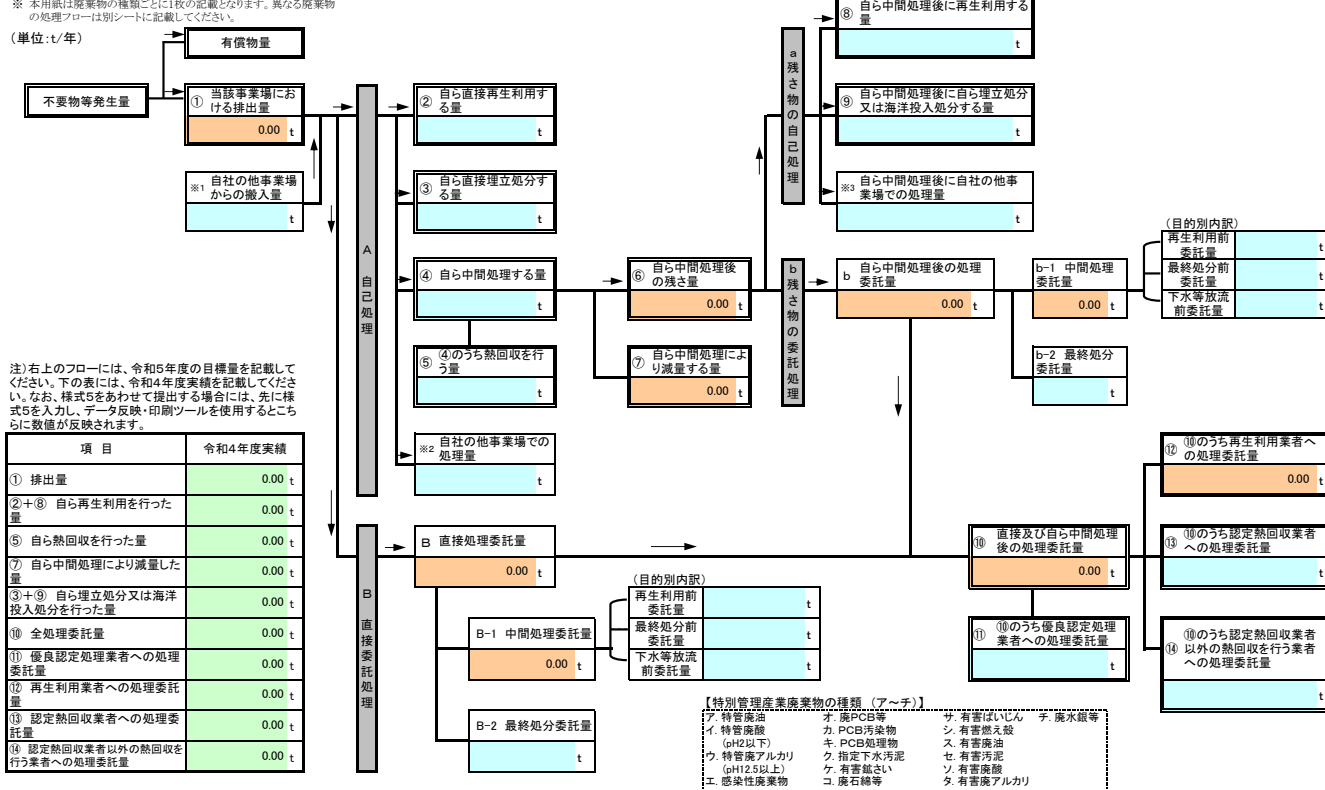 ※ 本用紙は廃棄物の種類ごとに1枚の記載となります。異なる廃棄物
の処理フローは別シートに記載してください。
(単位:t/年)
有償物量
不要物等発生量
① 当該事業場にお
ける排出量
0.00 t
※1 自社の他事業場
からの搬入量
t
A 自己処理
② 自ら直接再生利用す
る量
t
③ 自ら直接埋立処分す
る量
t
④ 自ら中間処理する量
t
⑤ ④のうち熱回収を行
う量
t
※2 自社の他事業場での
処理量
t
⑥ 自ら中間処理後
の残さ量
0.00 t
⑦ 自ら中間処理によ
り減量する量
0.00 t
a 残さ物の自己処理
⑧ 自ら中間処理後に再生利用する
量
t
⑨ 自ら中間処理後に自ら埋立処分
又は海洋投入処分する量
t
※3 自ら中間処理後に自社の他事
業場での処理量
t
b 残さ物の委託処理
b 自ら中間処理後の処理
委託量
0.00 t
b-1 中間処理
委託量
0.00 t
(目的別内訳)
再生利用前
委託量
t
最終処分前
委託量
t
下水等放流
前委託量
t
b-2 最終処分
委託量
t
注)右上のフローには、令和5年度の目標量を記載して
ください。下の表には、令和4年度実績を記載してくださ
い。なお、様式5をあわせて提出する場合には、先に様
式5を入力し、データ反映・印刷ツールを使用するとこち
らに数値が反映されます。
項 目 令和4年度実績
① 排出量 0.00 t
②+⑧ 自ら再生利用を行った
量 0.00 t
⑤ 自ら熱回収を行った量 0.00 t
⑦ 自ら中間処理により減量した
量 0.00 t
③+⑨ 自ら埋立処分又は海洋
投入処分を行った量 0.00 t
⑩ 全処理委託量 0.00 t
⑪ 優良認定処理業者への処理
委託量 0.00 t
⑫ 再生利用業者への処理委託
量 0.00 t
⑬ 認定熱回収業者への処理委
託量 0.00 t
⑭ 認定熱回収業者以外の熱回収を
行う業者への処理委託量 0.00 t
B 直接委託処理
B 直接処理委託量
0.00 t
B-1 中間処理委託量
0.00 t
(目的別内訳)
再生利用前
委託量
t
最終処分前
委託量
t
下水等放流
前委託量
t
B-2 最終処分委託量
t
⑩ 直接及び自ら中間処理
後の処理委託量
0.00 t
⑪ ⑩のうち優良認定処理
業者への処理委託量
t
⑫ ⑩のうち再生利用業者へ
の処理委託量
0.00 t
⑬ ⑩のうち認定熱回収業者
への処理委託量
t
⑭ ⑩のうち認定熱回収業者
以外の熱回収を行う業者
への処理委託量
t
【特別管理産業廃棄物の種類 (ア~チ)】
ア. 特管廃油 オ. 廃PCB等 サ. 有害ばいじん チ. 廃水銀等
イ. 特管廃酸 カ. PCB汚染物 シ. 有害燃え殻
(pH2以下) キ. PCB処理物 ス. 有害廃油
ウ. 特管廃アルカリ ク. 指定下水汚泥 セ. 有害汚泥
(pH12.5以上) ケ. 有害鉱さい ソ. 有害廃酸
エ. 感染性廃棄物 コ. 廃石綿等 タ. 有害廃アルカリ